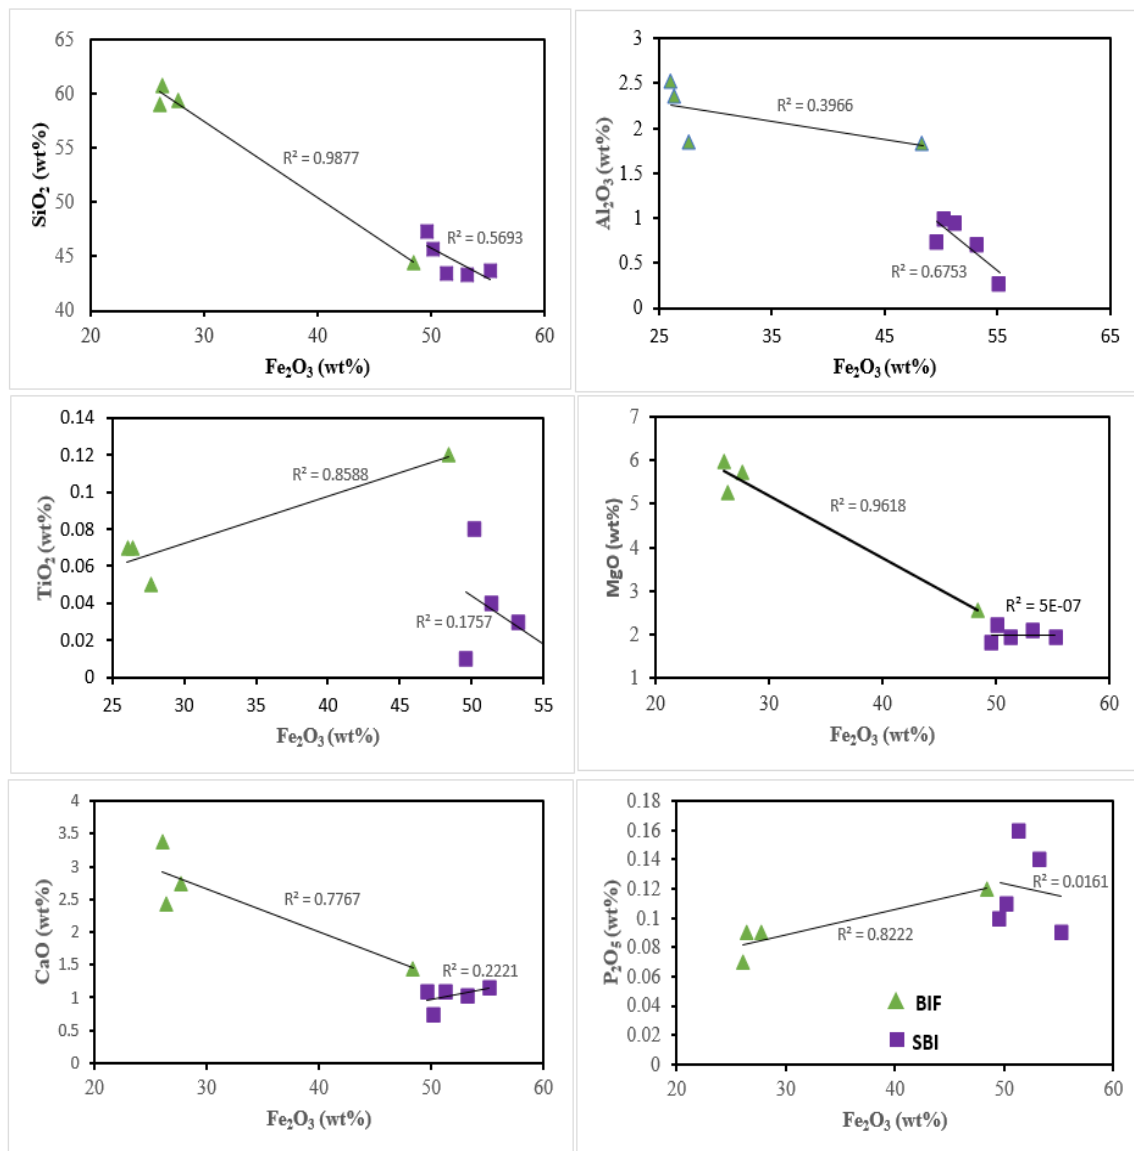 65
60
55
50
45
40
SiO₂ (wt%)
R² = 0.9877
R² = 0.5693
20 30 40 50 60
Fe₂O₃ (wt%)
3
2.5
2
1.5
1
0.5
0
Al₂O₃ (wt%)
R² = 0.3966
R² = 0.6753
25 35 45 55 65
Fe₂O₃ (wt%)
0.14
0.12
0.1
0.08
0.06
0.04
0.02
0
TiO₂ (wt%)
R² = 0.8588
R² = 0.1757
25 30 35 40 45 50 55
Fe₂O₃ (wt%)
7
6
5
4
3
2
1
MgO (wt%)
R² = 0.9618
R² = 5E-07
20 30 40 50 60
Fe₂O₃ (wt%)
4
3.5
3
2.5
2
1.5
1
0.5
0
CaO (wt%)
R² = 0.7767
R² = 0.2221
20 30 40 50 60
Fe₂O₃ (wt%)
0.18
0.16
0.14
0.12
0.1
0.08
0.06
0.04
0.02
0
P₂O₅ (wt%)
R² = 0.0161
R² = 0.8222
BIF
SBI
20 30 40 50 60
Fe₂O₃ (wt%)